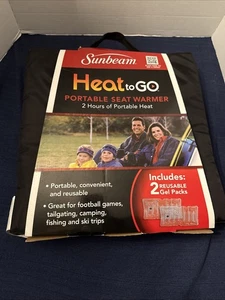 Sunbeam
Heat to GO
PORTABLE SEAT WARMER
2 Hours of Portable Heat
Includes:
2 REUSABLE
Gel Packs
• Portable, convenient,
and reusable
• Great for football games,
tailgating, camping,
fishing and ski trips